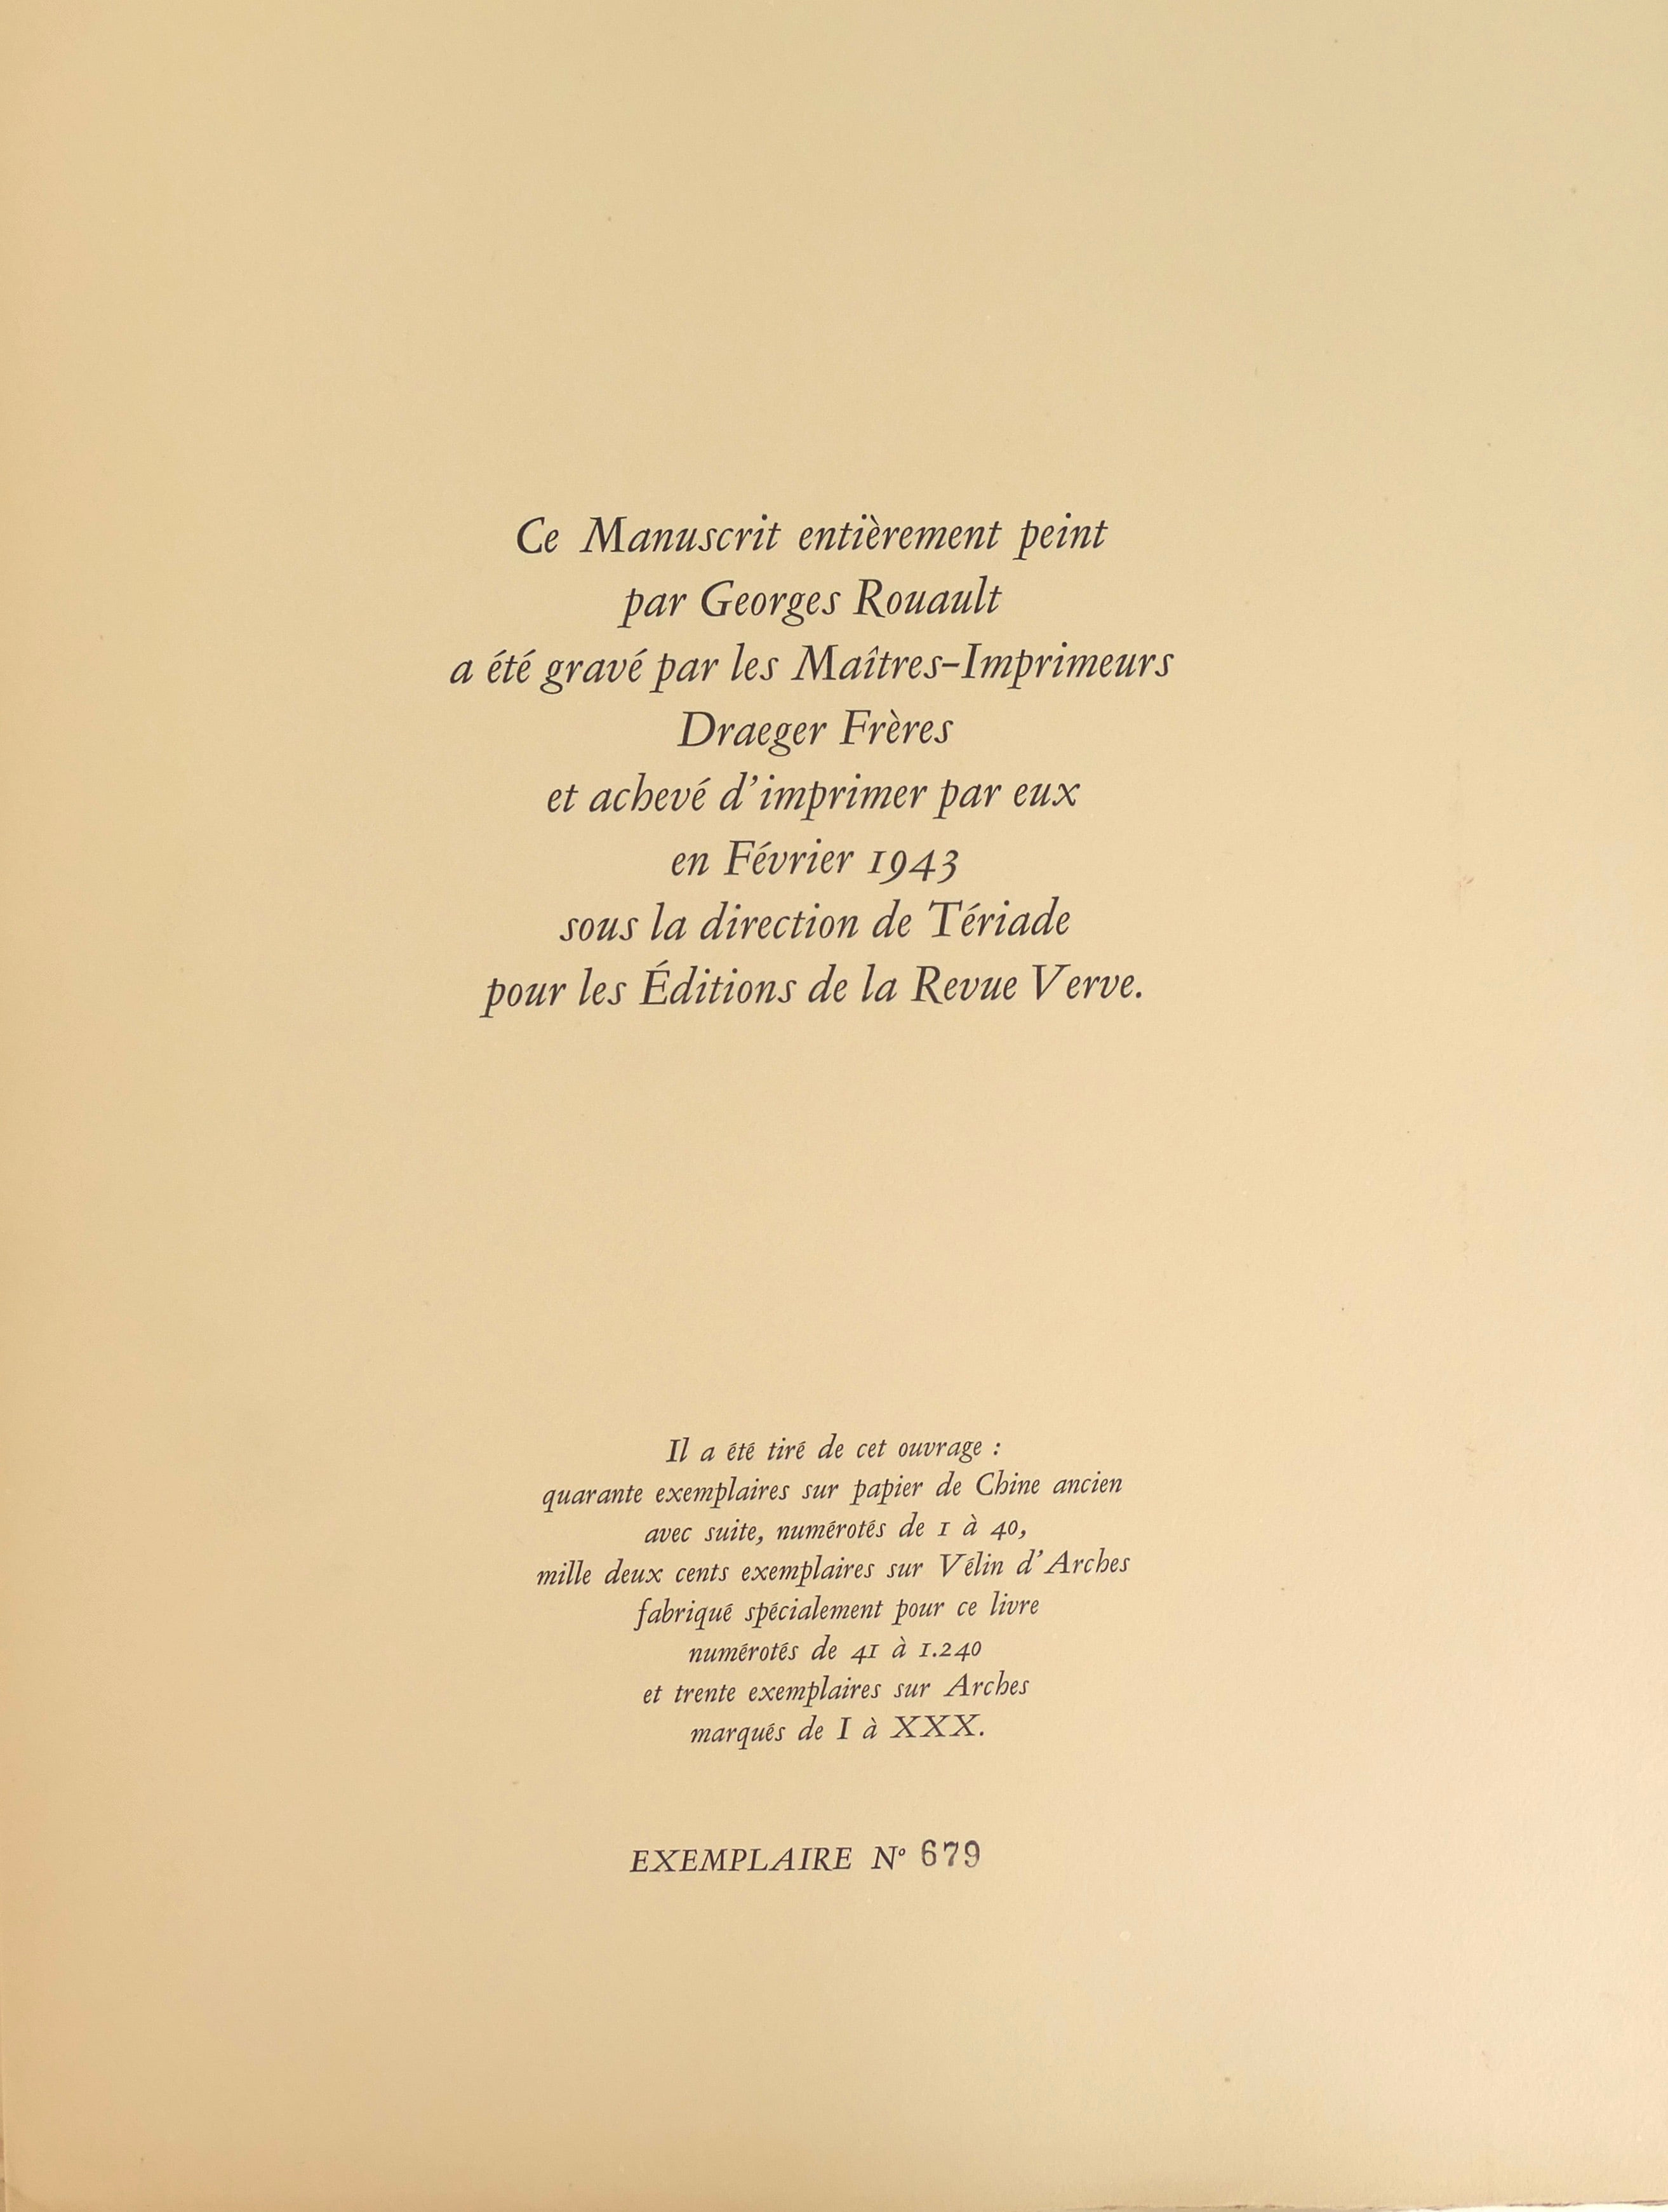 Ce Manuscrit entièrement peint
par Georges Rouault
a été gravé par les Maîtres-Imprimeurs
Draeger Frères
et achevé d'imprimer par eux
en Février 1943
sous la direction de Tériade
pour les Éditions de la Revue Verve.
Il a été tiré de cet ouvrage :
quarante exemplaires sur papier de Chine ancien
avec suite, numérotés de 1 à 40,
mille deux cents exemplaires sur Vélin d'Arches
fabriqué spécialement pour ce livre
numérotés de 41 à 1.240
et trente exemplaires sur Arches
marqués de I à XXX.
EXEMPLAIRE N° 679